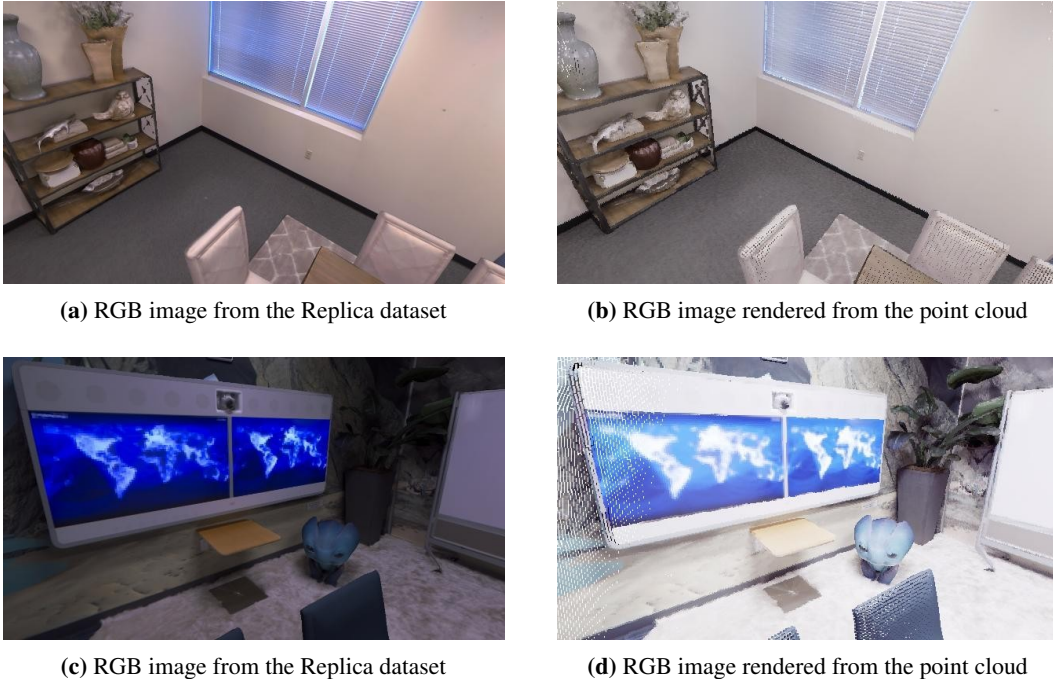 (a) RGB image from the Replica dataset
(b) RGB image rendered from the point cloud
(c) RGB image from the Replica dataset
(d) RGB image rendered from the point cloud